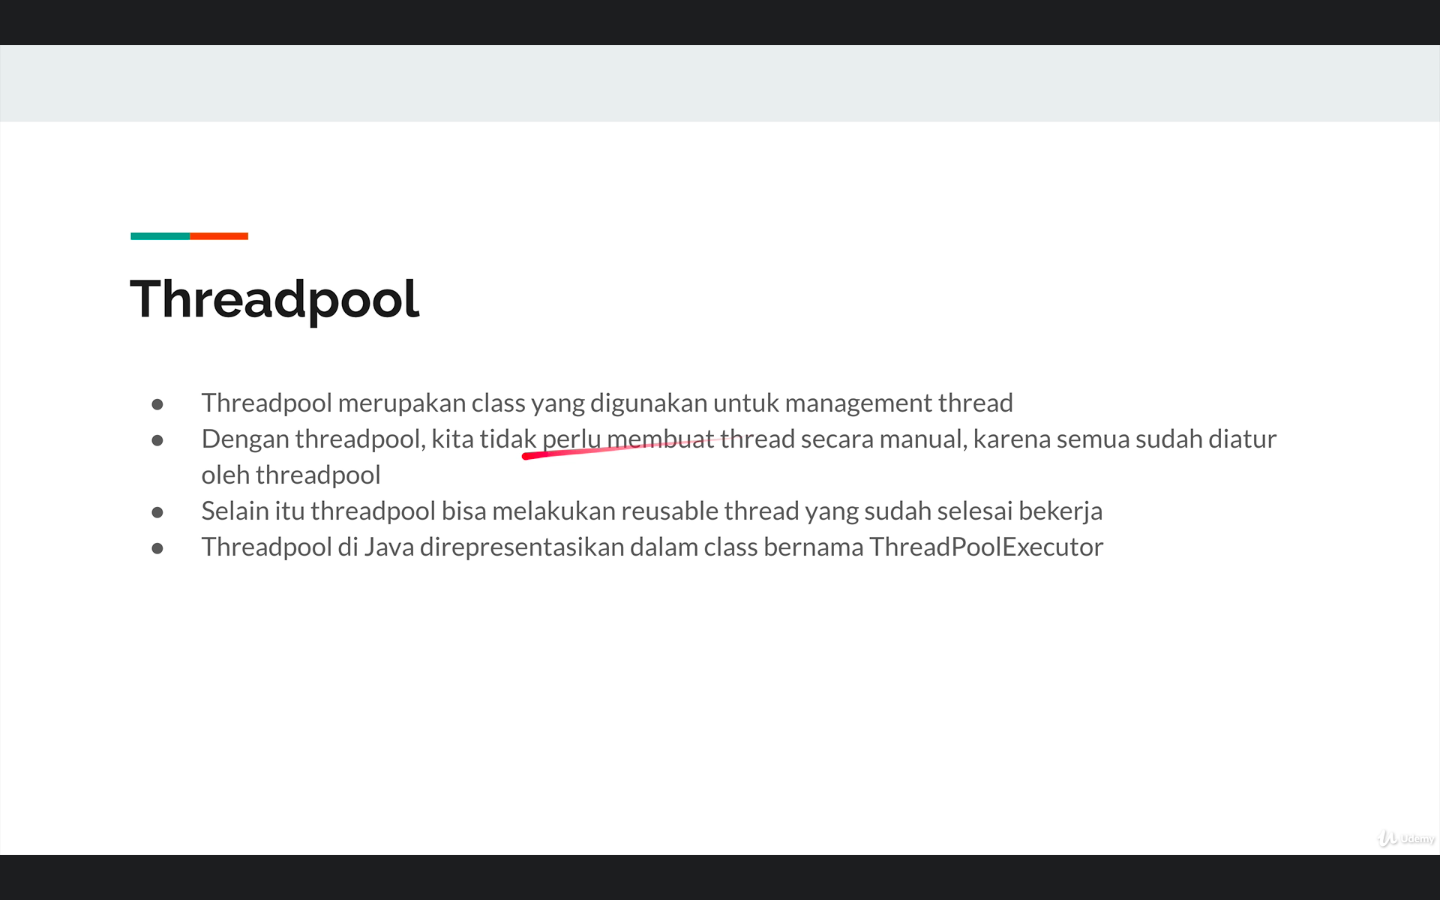 Threadpool
● Threadpool merupakan class yang digunakan untuk management thread
● Dengan threadpool, kita tidak perlu membuat thread secara manual, karena semua sudah diatur
oleh threadpool
● Selain itu threadpool bisa melakukan reusable thread yang sudah selesai bekerja
● Threadpool di Java direpresentasikan dalam class bernama ThreadPoolExecutor
Udemy